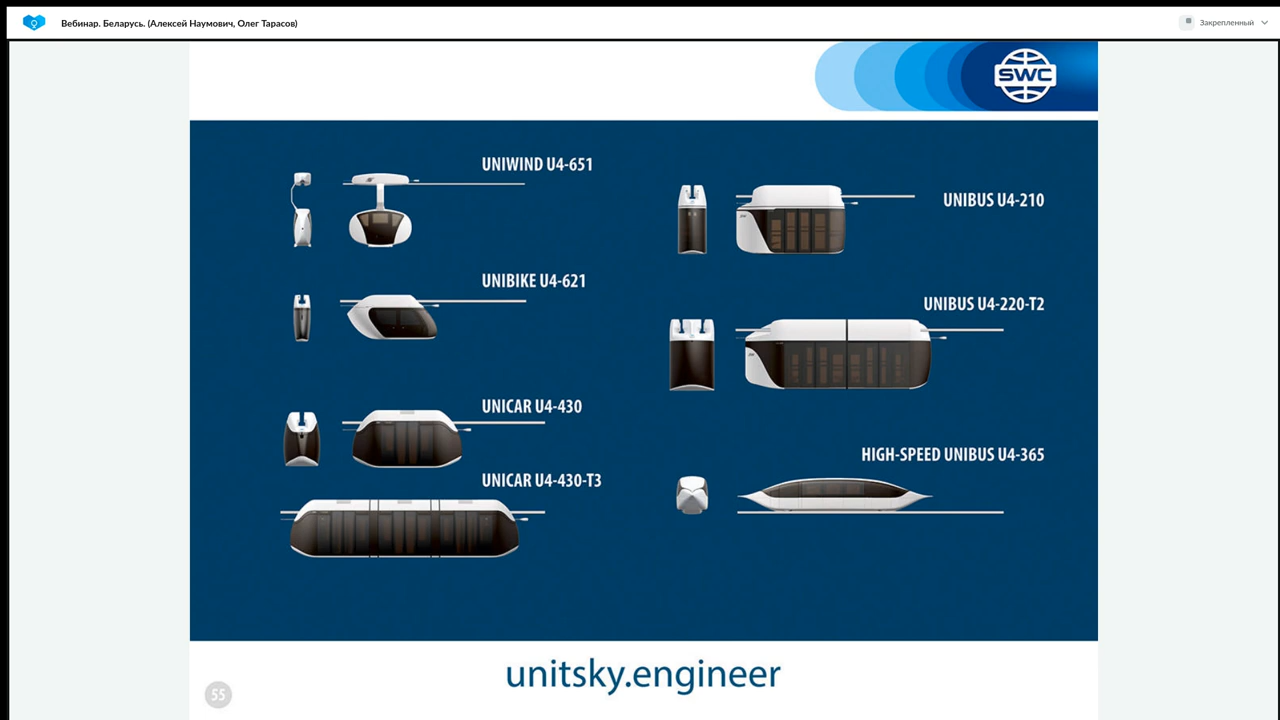 Вебинар. Беларусь. (Алексей Наумович, Олег Тарасов)
Закрепленный
SWC
UNIWIND U4-651
UNIBIKE U4-621
UNICAR U4-430
UNICAR U4-430-T3
UNIBUS U4-210
UNIBUS U4-220-T2
HIGH-SPEED UNIBUS U4-365
unitsky.engineer
55